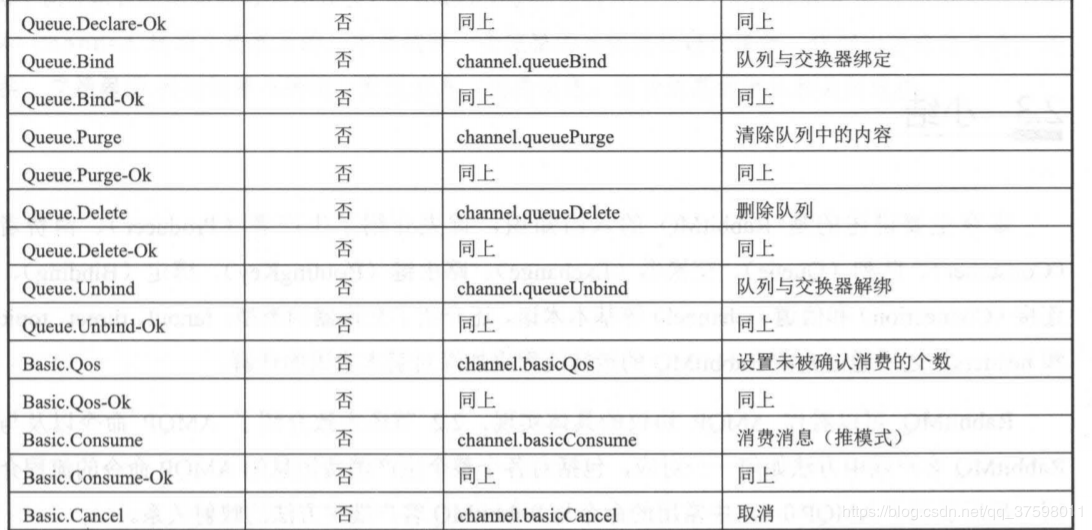 Queue.Declare-Ok 否 同上 同上
Queue.Bind 否 channel.queueBind 队列与交换器绑定
Queue.Bind-Ok 否 同上 同上
Queue.Purge 否 channel.queuePurge 清除队列中的内容
Queue.Purge-Ok 否 同上 同上
Queue.Delete 否 channel.queueDelete 删除队列
Queue.Delete-Ok 否 同上 同上
Queue.Unbind 否 channel.queueUnbind 队列与交换器解绑
Queue.Unbind-Ok 否 同上 同上
Basic.Qos 否 channel.basicQos 设置未被确认消费的个数
Basic.Qos-Ok 否 同上 同上
Basic.Consume 否 channel.basicConsume 消费消息（推模式）
Basic.Consume-Ok 否 同上 同上
Basic.Cancel 否 channel.basicCancel 取消
https://blog.csdn.net/qq_37598011